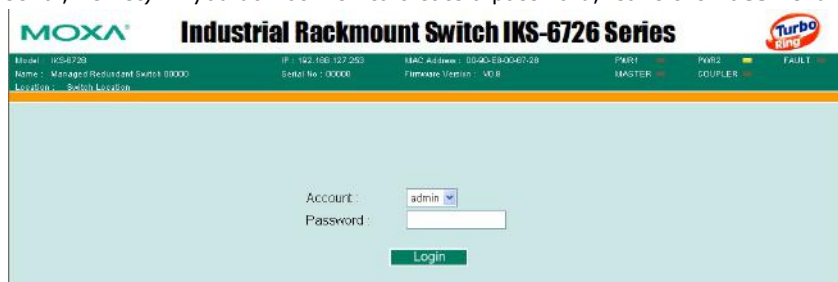 MOXA Industrial Rackmount Switch IKS-6726 Series Turbo Ring
Model : IKS-6726 IP : 192.168.127.253 MAC Address : 00-90-E8-00-67-26 PWR1 PWR2 FAULT
Name : Managed Redundant Switch 00000 Serial No : 00000 Firmware Version : V0.8 MASTER COUPLER
Location : Switch Location
Account :
admin
Password :
Login